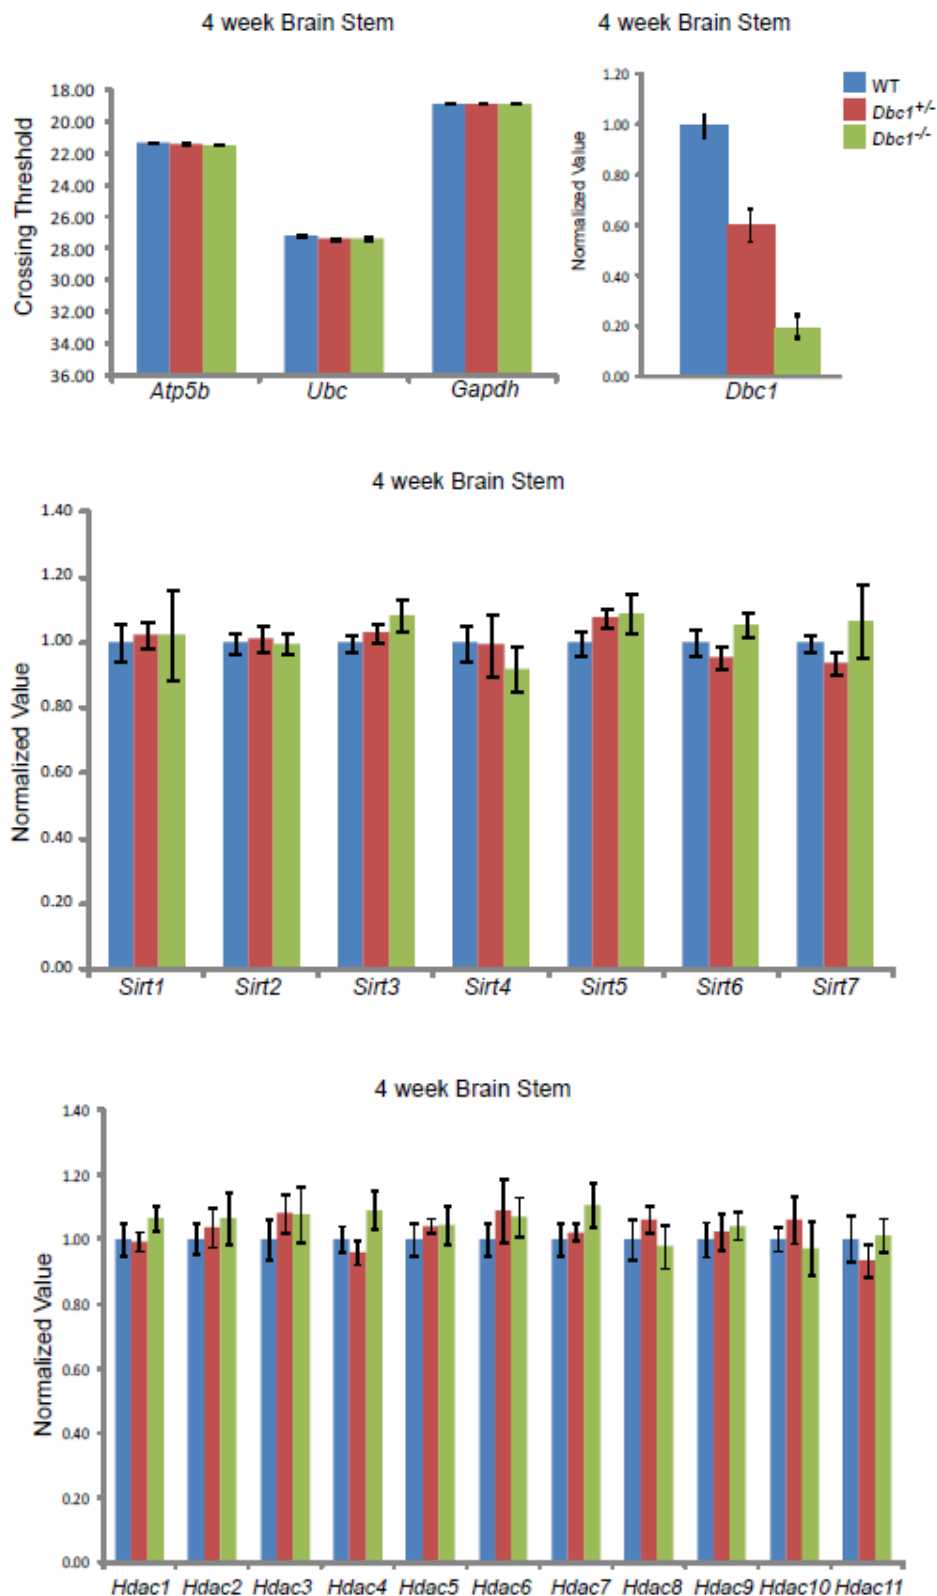 4 week Brain Stem
4 week Brain Stem
Crossing Threshold
18.00
20.00
22.00
24.00
26.00
28.00
30.00
32.00
34.00
36.00
Atp5b Ubc Gapdh
Normalized Value
1.20
1.00
0.80
0.60
0.40
0.20
0.00
Dbc1
WT
Dbc1+/-
Dbc1-/-
4 week Brain Stem
Normalized Value
1.40
1.20
1.00
0.80
0.60
0.40
0.20
0.00
Sirt1 Sirt2 Sirt3 Sirt4 Sirt5 Sirt6 Sirt7
4 week Brain Stem
Normalized Value
1.40
1.20
1.00
0.80
0.60
0.40
0.20
0.00
Hdac1 Hdac2 Hdac3 Hdac4 Hdac5 Hdac6 Hdac7 Hdac8 Hdac9 Hdac10 Hdac11